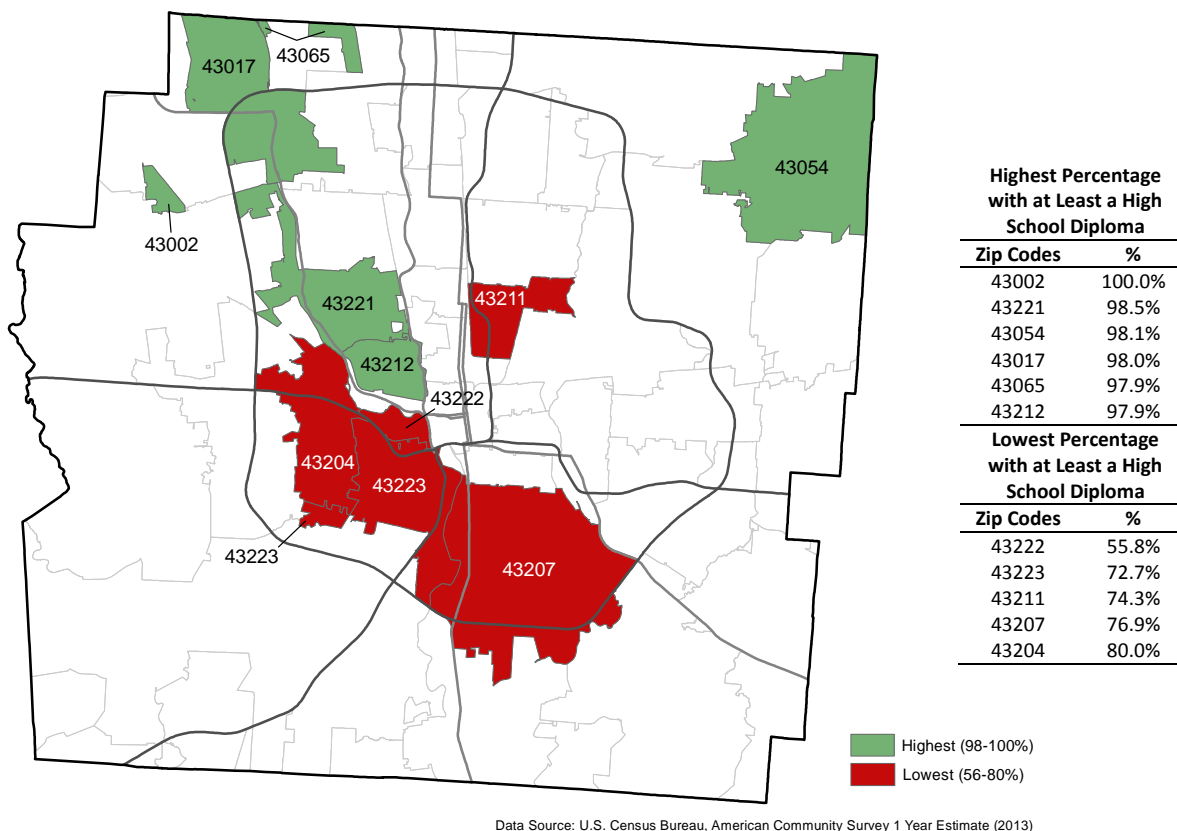 43065
43017
43054
43002
43221
43211
43212
43222
43204
43223
43223
43207
Highest Percentage
with at Least a High
School Diploma
Zip Codes %
43002 100.0%
43221 98.5%
43054 98.1%
43017 98.0%
43065 97.9%
43212 97.9%
Lowest Percentage
with at Least a High
School Diploma
Zip Codes %
43222 55.8%
43223 72.7%
43211 74.3%
43207 76.9%
43204 80.0%
Highest (98-100%)
Lowest (56-80%)
Data Source: U.S. Census Bureau, American Community Survey 1 Year Estimate (2013)